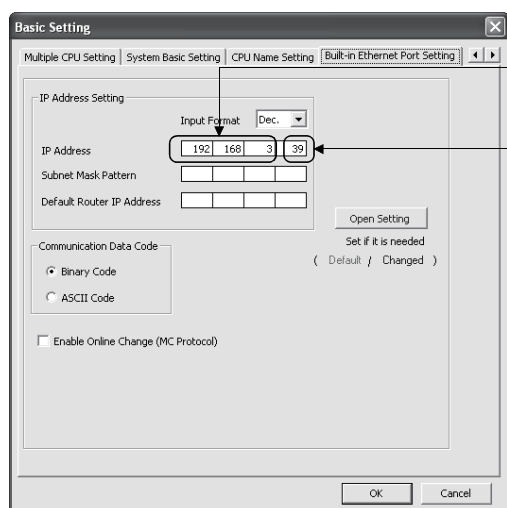 Basic Setting
Multiple CPU Setting System Basic Setting CPU Name Setting Built-in Ethernet Port Setting
IP Address Setting
Input Format Dec.
IP Address 192 168 3 39
Subnet Mask Pattern
Default Router IP Address
Open Setting
Set if it is needed
( Default / Changed )
Communication Data Code
Binary Code
ASCII Code
Enable Online Change (MC Protocol)
OK Cancel